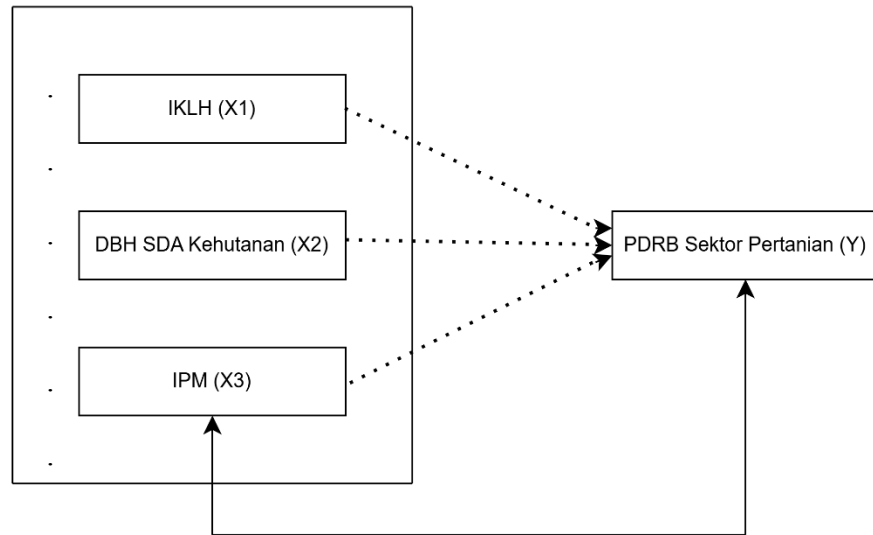 IKLH (X1)
DBH SDA Kehutanan (X2)
PDRB Sektor Pertanian (Y)
IPM (X3)